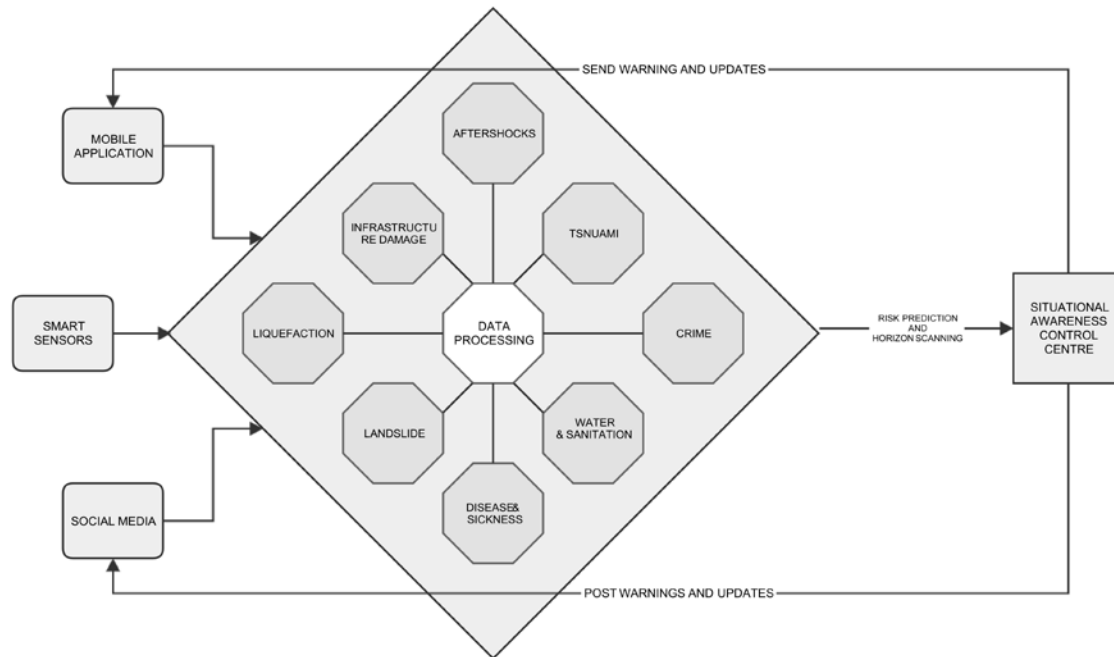 SEND WARNING AND UPDATES
MOBILE
APPLICATION
AFTERSHOCKS
INFRASTRUCTU
RE DAMAGE
TSNUAMI
SMART
SENSORS
LIQUEFACTION
DATA
PROCESSING
CRIME
RISK PREDICTION
AND
HORIZON SCANNING
SITUATIONAL
AWARENESS
CONTROL
CENTRE
LANDSLIDE
WATER
& SANITATION
SOCIAL MEDIA
DISEASE&
SICKNESS
POST WARNINGS AND UPDATES